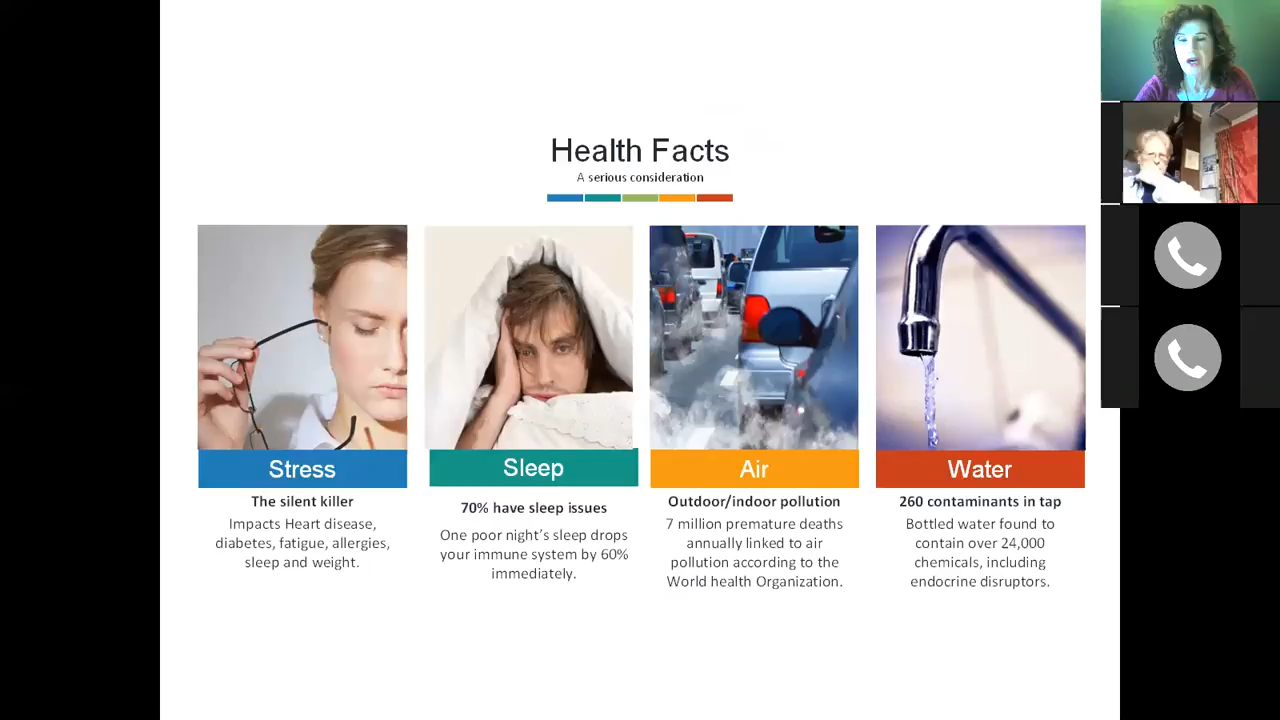 Health Facts
A serious consideration
Stress
The silent killer
Impacts Heart disease,
diabetes, fatigue, allergies,
sleep and weight.
Sleep
70% have sleep issues
One poor night's sleep drops
your immune system by 60%
immediately.
Air
Outdoor/indoor pollution
7 million premature deaths
annually linked to air
pollution according to the
World health Organization.
Water
260 contaminants in tap
Bottled water found to
contain over 24,000
chemicals, including
endocrine disruptors.